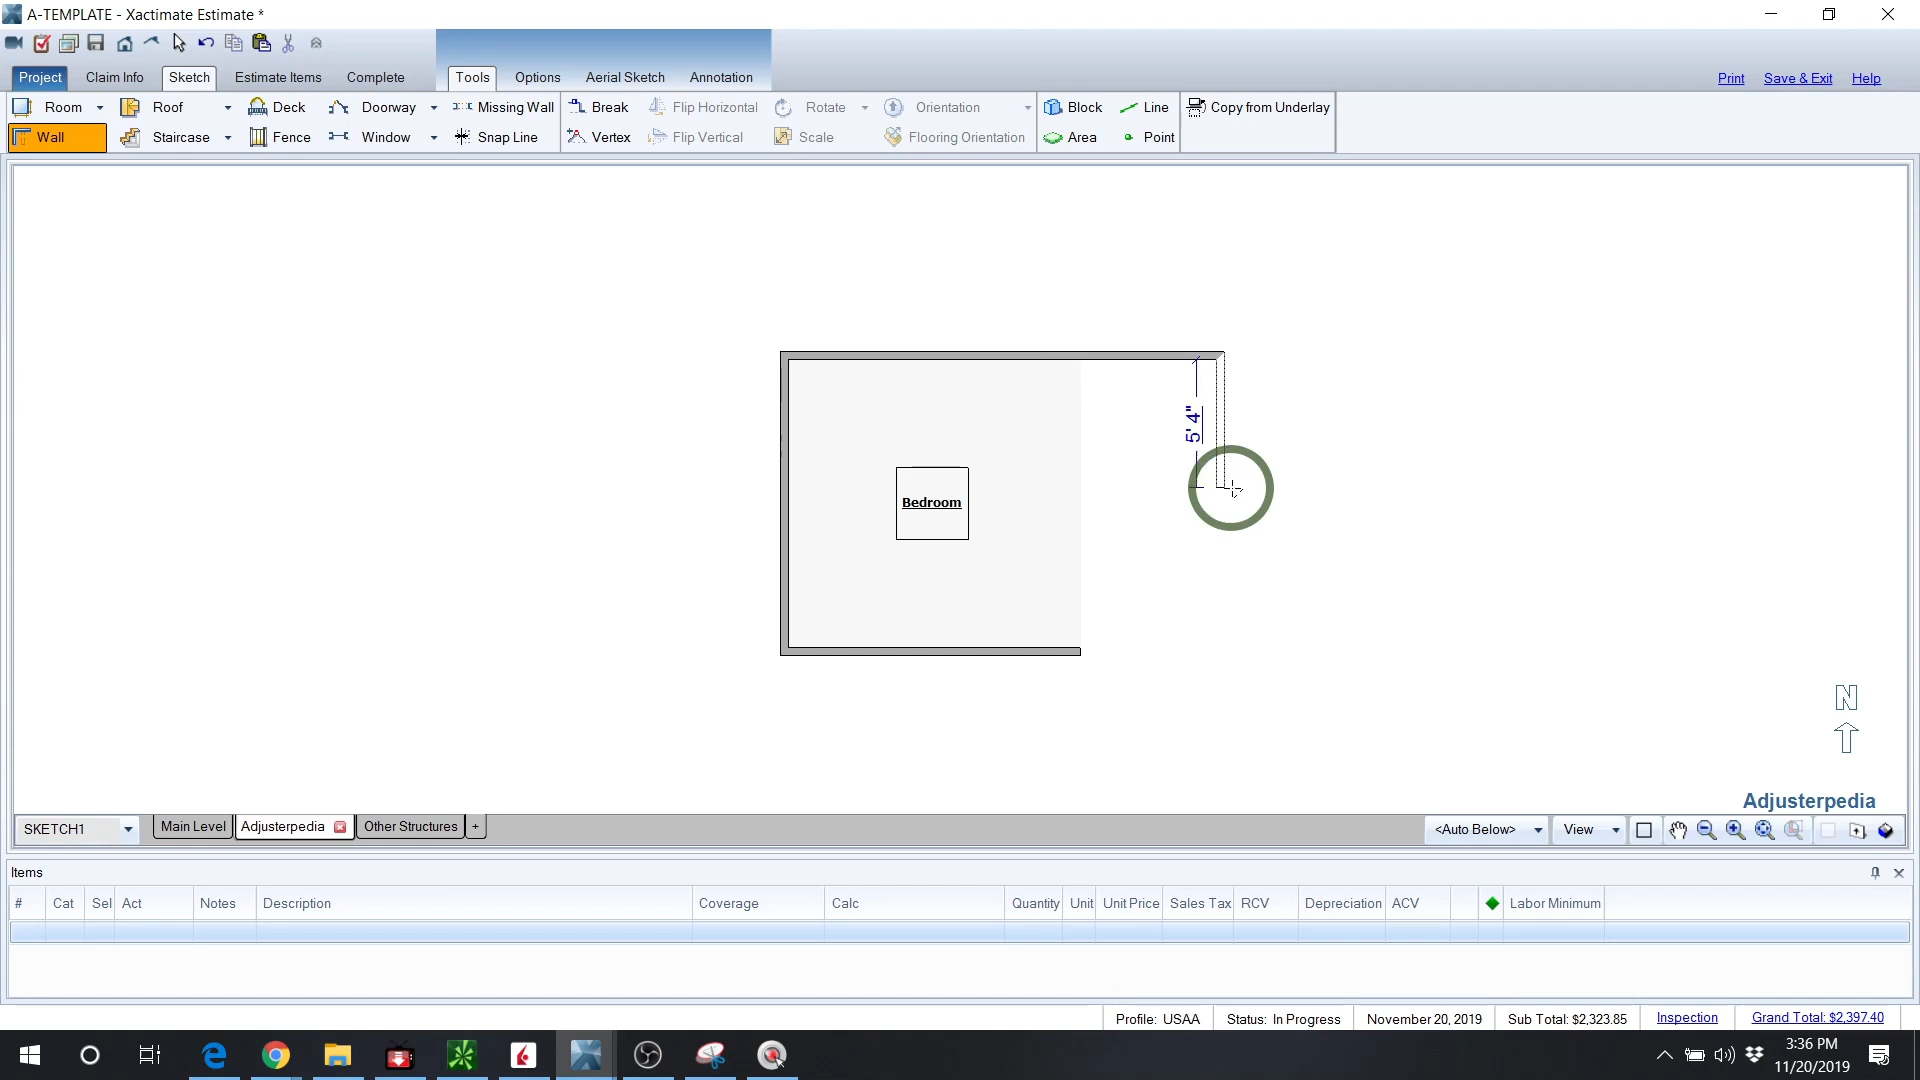 A-TEMPLATE - Xactimate Estimate *
Project Claim Info Sketch Estimate Items Complete Tools Options Aerial Sketch Annotation Print Save & Exit Help
Room Roof Deck Doorway Missing Wall Break Flip Horizontal Rotate Orientation Block Line Copy from Underlay
Wall Staircase Fence Window Snap Line Vertex Flip Vertical Scale Flooring Orientation Area Point
5' 4"
Bedroom
N
Adjusterpedia
SKETCH1 Main Level Adjusterpedia Other Structures + <Auto Below> View
Items
# Cat Sel Act Notes Description Coverage Calc Quantity Unit Unit Price Sales Tax RCV Depreciation ACV Labor Minimum
Profile: USAA Status: In Progress November 20, 2019 Sub Total: $2,323.85 Inspection Grand Total: $2,397.40
3:36 PM
11/20/2019